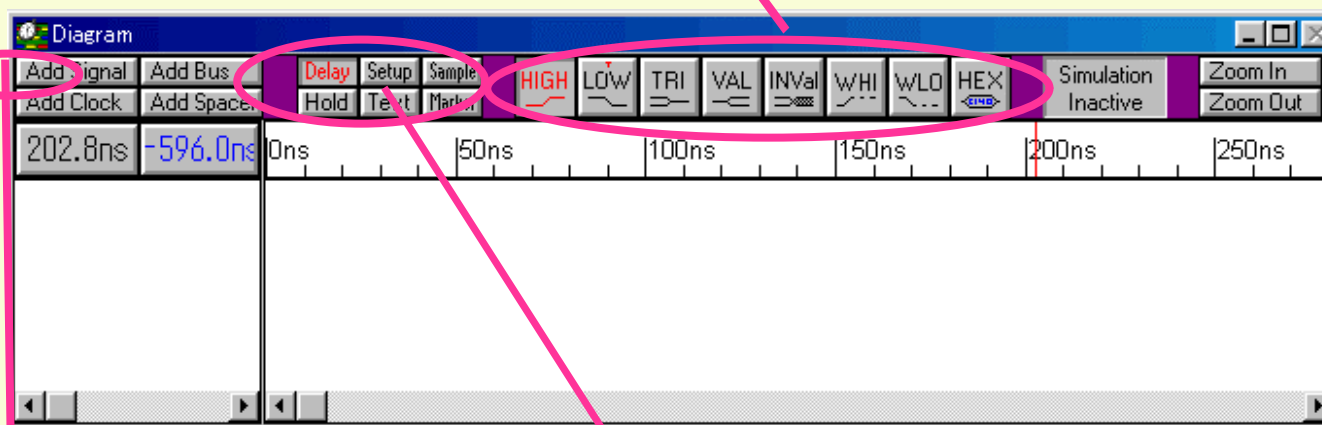 Diagram
Add Signal Add Bus Delay Setup Sample HIGH LOW TRI VAL INVal WHI WLO HEX Simulation Inactive Zoom In
Add Clock Add Spacer Hold Text Marker Zoom Out
202.8ns -596.0ns 0ns 50ns 100ns 150ns 200ns 250ns